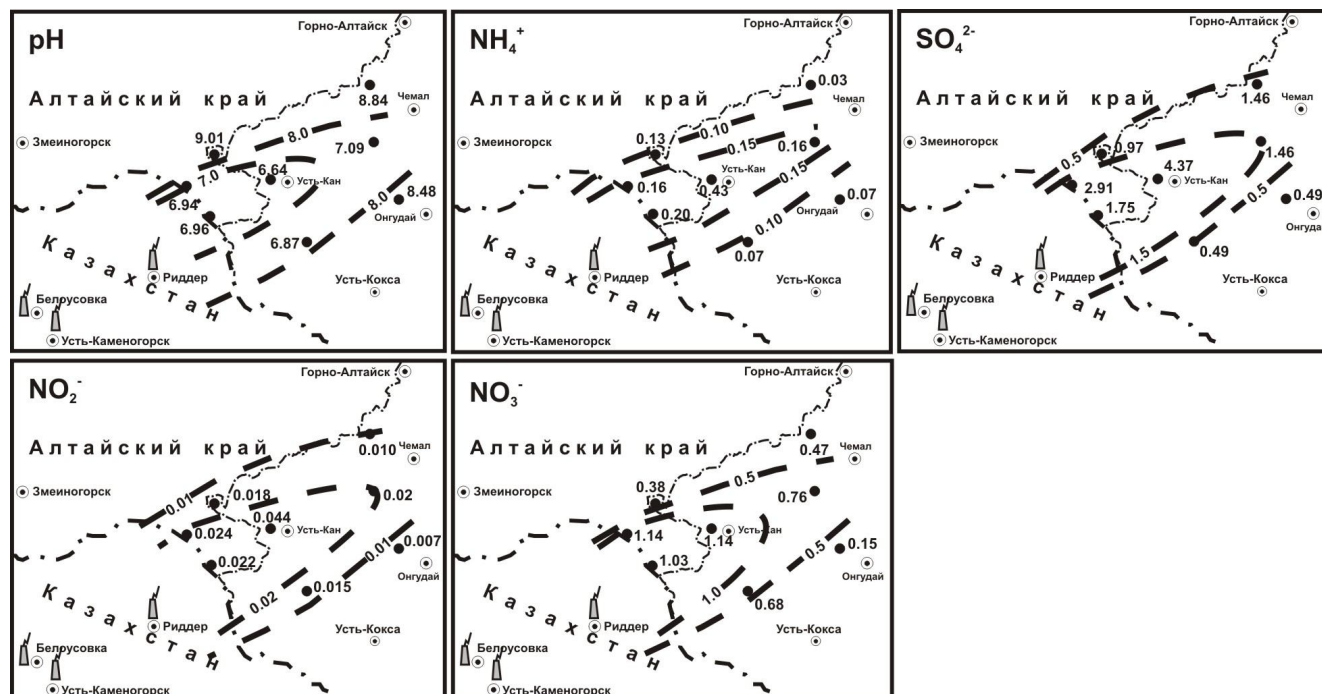 pH
Горно-Алтайск
Алтайский край
8.84
Чемал
Змеиногорск
9.01
8.0
7.09
7.0
6.64
Усть-Кан
8.48
6.94
8.0
Онгудай
6.96
6.87
Казахстан
Риддер
Усть-Кокса
Белоусовка
Усть-Каменогорск
NH₄⁺
Горно-Алтайск
0.03
Алтайский край
Чемал
0.10
Змеиногорск
0.13
0.15
0.16
0.15
0.16
0.43
Усть-Кан
0.07
0.20
Онгудай
0.10
0.07
Казахстан
Риддер
Усть-Кокса
Белоусовка
Усть-Каменогорск
SO₄²⁻
Горно-Алтайск
Алтайский край
1.46
Чемал
Змеиногорск
0.97
0.5
1.46
4.37
Усть-Кан
2.91
0.5
0.49
1.75
Онгудай
0.49
1.5
Казахстан
Риддер
Усть-Кокса
Белоусовка
Усть-Каменогорск
NO₂⁻
Горно-Алтайск
Алтайский край
0.010
Чемал
Змеиногорск
0.018
0.02
0.01
0.044
Усть-Кан
0.024
0.01
0.007
0.022
Онгудай
0.015
0.02
Казахстан
Риддер
Усть-Кокса
Белоусовка
Усть-Каменогорск
NO₃⁻
Горно-Алтайск
Алтайский край
0.47
Чемал
0.5
Змеиногорск
0.38
0.76
1.14
1.14
Усть-Кан
0.5
0.15
1.03
Онгудай
1.0
0.68
Казахстан
Риддер
Усть-Кокса
Белоусовка
Усть-Каменогорск